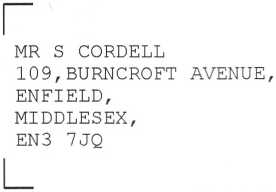 MR S CORDELL
109,BURNCROFT AVENUE,
ENFIELD,
MIDDLESEX,
EN3 7JQ